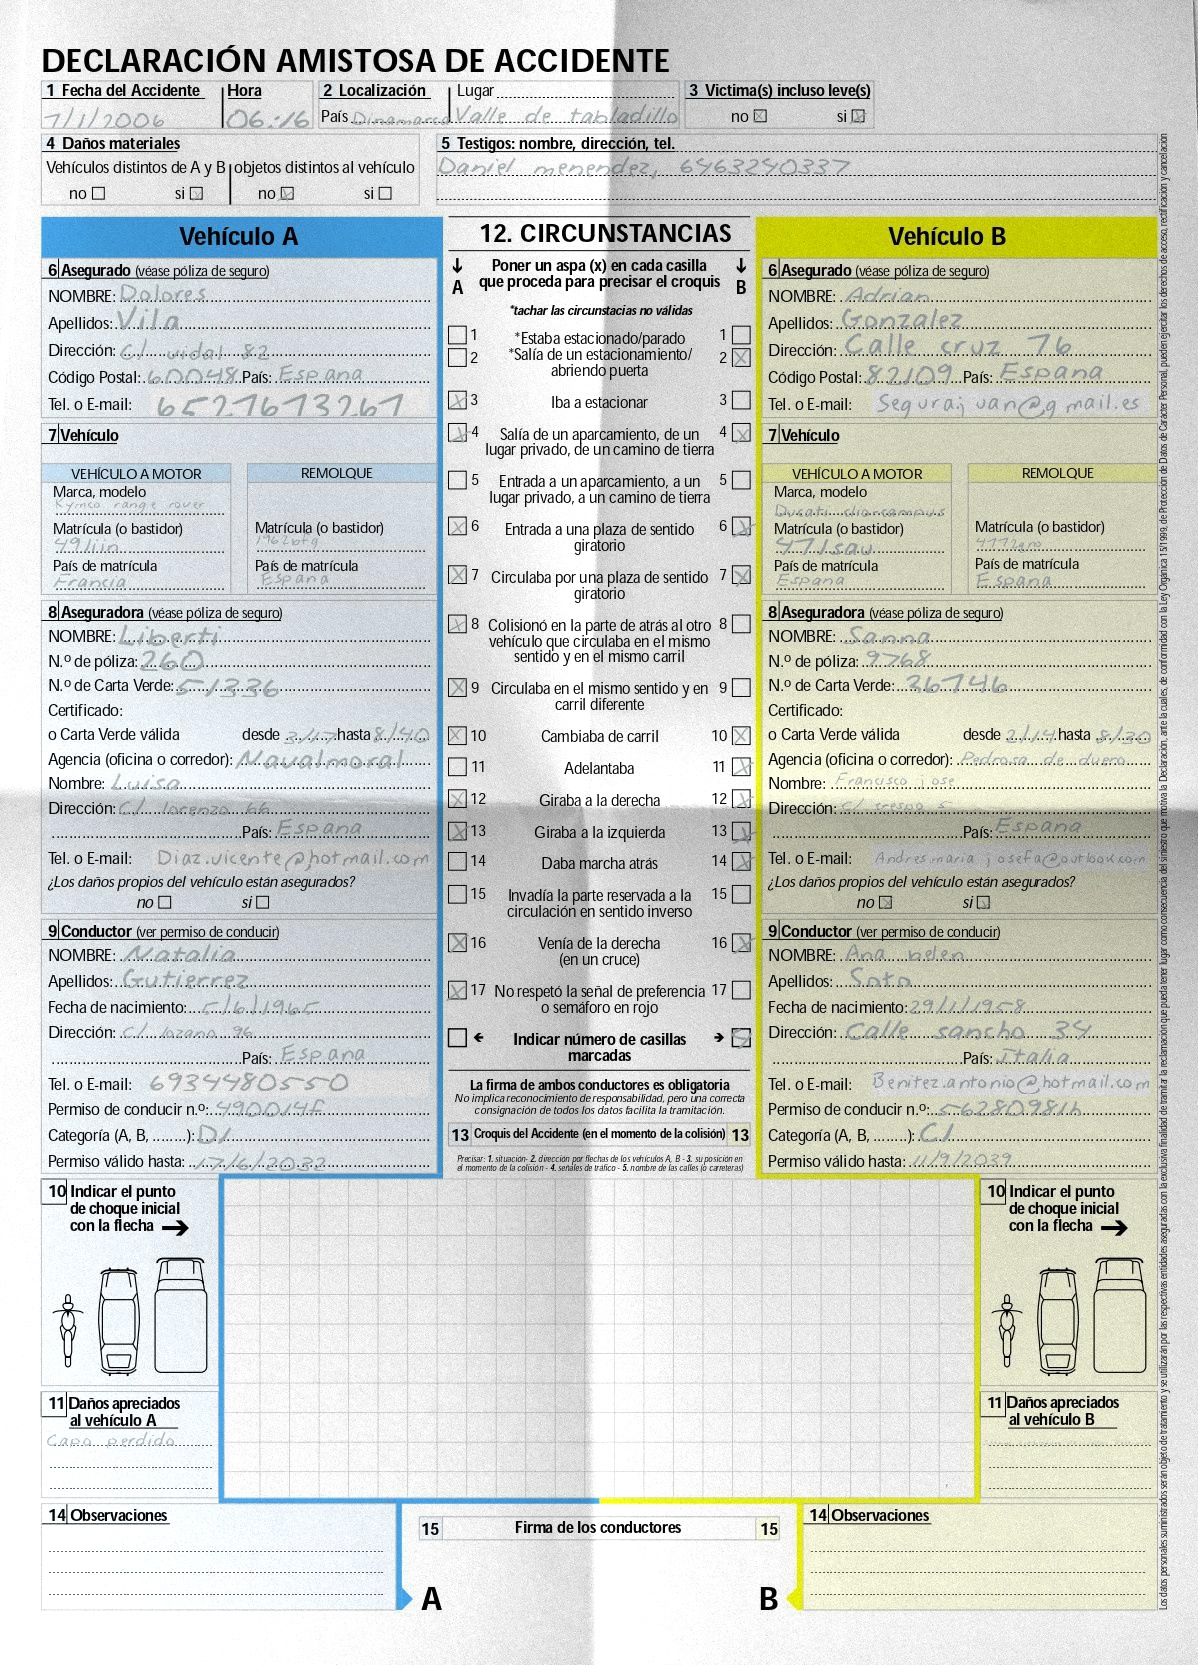 DECLARACIÓN AMISTOSA DE ACCIDENTE
1 Fecha del Accidente Hora 2 Localización Lugar 3 Victima(s) incluso leve(s)
7/1/2006 06:16 País Dinamarca Valle de tabladillo no si
4 Daños materiales 5 Testigos: nombre, dirección, tel.
Vehículos distintos de A y B objetos distintos al vehículo Daniel menendez, 6463240337
no si no si
Vehículo A
6 Asegurado (véase póliza de seguro)
NOMBRE: Dolores
Apellidos: Vila
Dirección: C/ vidal 82
Código Postal: 60048 País: Espana
Tel. o E-mail: 6521613261
7 Vehículo
VEHÍCULO A MOTOR REMOLQUE
Marca, modelo
Kymco range rover
Matrícula (o bastidor) Matrícula (o bastidor)
491iin 1962btg
País de matrícula País de matrícula
Francia Espana
8 Aseguradora (véase póliza de seguro)
NOMBRE: Liberti
N.º de póliza: 260
N.º de Carta Verde: 51336
Certificado:
o Carta Verde válida desde 3/17 hasta 8/40
Agencia (oficina o corredor): Navalmoral
Nombre: Luisa
Dirección: C/ lorenzo 66
País: Espana
Tel. o E-mail: Diaz.vicente@hotmail.com
¿Los daños propios del vehículo están asegurados?
no si
9 Conductor (ver permiso de conducir)
NOMBRE: Natalia
Apellidos: Gutierrez
Fecha de nacimiento: 5/6/1965
Dirección: C/ lozano 96
País: Espana
Tel. o E-mail: 6934480550
Permiso de conducir n.º: 490014f
Categoría (A, B, ........): D1
Permiso válido hasta: 17/6/2032
12. CIRCUNSTANCIAS
Poner un aspa (x) en cada casilla
A que proceda para precisar el croquis B
*tachar las circunstacias no válidas
1 *Estaba estacionado/parado 1
2 *Salía de un estacionamiento/ 2
abriendo puerta
3 Iba a estacionar 3
4 Salía de un aparcamiento, de un 4
lugar privado, de un camino de tierra
5 Entrada a un aparcamiento, a un 5
lugar privado, a un camino de tierra
6 Entrada a una plaza de sentido 6
giratorio
7 Circulaba por una plaza de sentido 7
giratorio
8 Colisionó en la parte de atrás al otro 8
vehículo que circulaba en el mismo
sentido y en el mismo carril
9 Circulaba en el mismo sentido y en 9
carril diferente
10 Cambiaba de carril 10
11 Adelantaba 11
12 Giraba a la derecha 12
13 Giraba a la izquierda 13
14 Daba marcha atrás 14
15 Invadía la parte reservada a la 15
circulación en sentido inverso
16 Venía de la derecha 16
(en un cruce)
17 No respetó la señal de preferencia 17
o semáforo en rojo
Indicar número de casillas
marcadas
La firma de ambos conductores es obligatoria
No implica reconocimiento de responsabilidad, pero una correcta
consignación de todos los datos facilita la tramitación.
13 Croquis del Accidente (en el momento de la colisión) 13
Precisar: 1. situación- 2. dirección por flechas de los vehículos A, B - 3. su posición en
el momento de la colisión - 4. señales de tráfico - 5. nombre de las calles (o carreteras)
Vehículo B
6 Asegurado (véase póliza de seguro)
NOMBRE: Adrian
Apellidos: Gonzalez
Dirección: Calle cruz 76
Código Postal: 82109 País: Espana
Tel. o E-mail: Segurajuan@gmail.es
7 Vehículo
VEHÍCULO A MOTOR REMOLQUE
Marca, modelo
Ducati diorcampus
Matrícula (o bastidor) Matrícula (o bastidor)
471sau
País de matrícula País de matrícula
Espana Espana
8 Aseguradora (véase póliza de seguro)
NOMBRE: Sanna
N.º de póliza: 9768
N.º de Carta Verde: 36746
Certificado:
o Carta Verde válida desde 2/14 hasta 8/30
Agencia (oficina o corredor): Pedrosa de duero
Nombre: Francisco jose
Dirección: C/ crespo 5
País: Espana
Tel. o E-mail: Andres.maria josefa@outlook.com
¿Los daños propios del vehículo están asegurados?
no si
9 Conductor (ver permiso de conducir)
NOMBRE: Ana belen
Apellidos: Soto
Fecha de nacimiento: 29/1/1958
Dirección: Calle sancho 34
País: Italia
Tel. o E-mail: Benitez.antonio@hotmail.com
Permiso de conducir n.º: 56280981h
Categoría (A, B, ........): C1
Permiso válido hasta: 11/9/2039
10 Indicar el punto
de choque inicial
con la flecha
11 Daños apreciados
al vehículo A
Capo perdido
14 Observaciones
15 Firma de los conductores 15
A B
10 Indicar el punto
de choque inicial
con la flecha
11 Daños apreciados
al vehículo B
14 Observaciones
Los datos personales suministrados serán objeto de tratamiento y se utilizarán por las respectivas entidades aseguradas con la exclusiva finalidad de tramitar la reclamación que pueda tener lugar como consecuencia del siniestro que motiva la Declaración, ante la cuales, de conformidad con la Ley Orgánica 15/1999, de Protección de Datos de Carácter Personal, pueden ejercitar los derechos de acceso, rectificación y cancelación